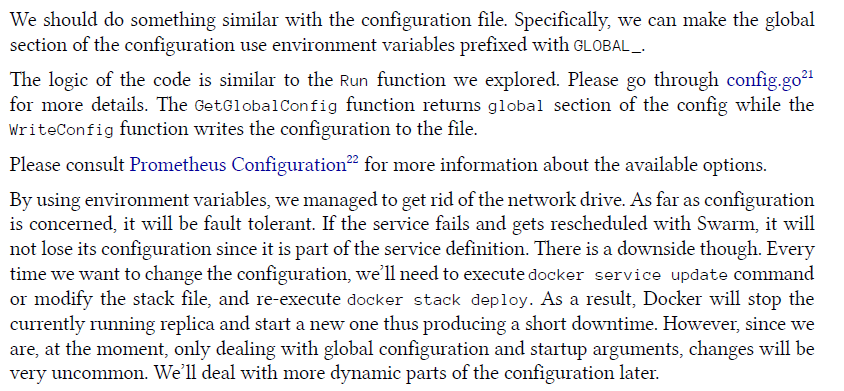 We should do something similar with the configuration file. Specifically, we can make the global
section of the configuration use environment variables prefixed with GLOBAL_.
The logic of the code is similar to the Run function we explored. Please go through config.go²¹
for more details. The GetGlobalConfig function returns global section of the config while the
WriteConfig function writes the configuration to the file.
Please consult Prometheus Configuration²² for more information about the available options.
By using environment variables, we managed to get rid of the network drive. As far as configuration
is concerned, it will be fault tolerant. If the service fails and gets rescheduled with Swarm, it will
not lose its configuration since it is part of the service definition. There is a downside though. Every
time we want to change the configuration, we’ll need to execute docker service update command
or modify the stack file, and re-execute docker stack deploy. As a result, Docker will stop the
currently running replica and start a new one thus producing a short downtime. However, since we
are, at the moment, only dealing with global configuration and startup arguments, changes will be
very uncommon. We’ll deal with more dynamic parts of the configuration later.